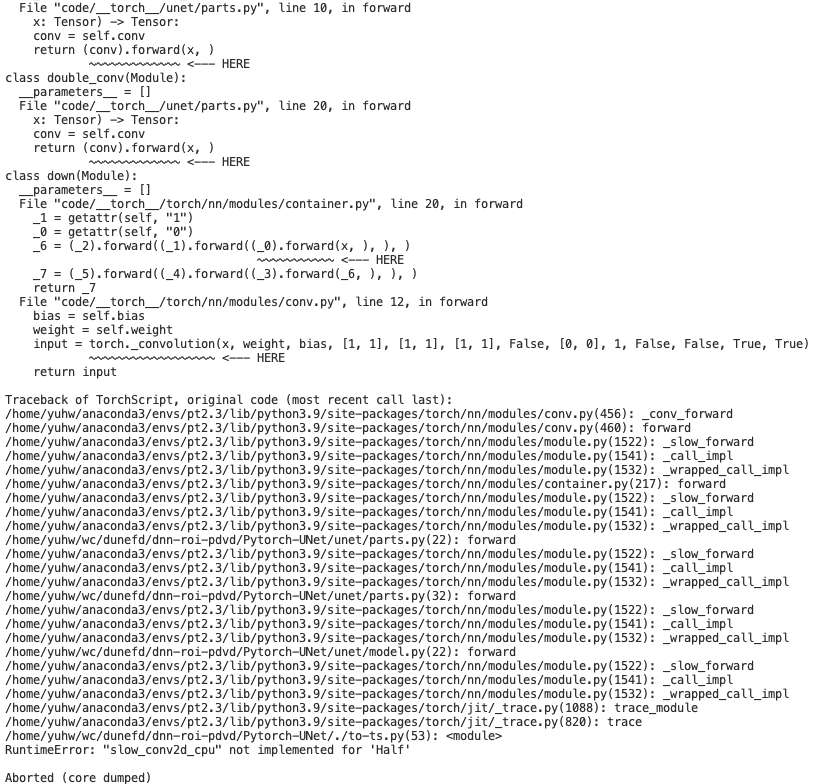 File "code/__torch__/unet/parts.py", line 10, in forward
    x: Tensor) -> Tensor:
    conv = self.conv
    return (conv).forward(x, )
            ~~~~~~~~~~~~~ <--- HERE
class double_conv(Module):
  __parameters__ = []
  File "code/__torch__/unet/parts.py", line 20, in forward
    x: Tensor) -> Tensor:
    conv = self.conv
    return (conv).forward(x, )
            ~~~~~~~~~~~~~ <--- HERE
class down(Module):
  __parameters__ = []
  File "code/__torch__/torch/nn/modules/container.py", line 20, in forward
    _1 = getattr(self, "1")
    _0 = getattr(self, "0")
    _6 = (_2).forward((_1).forward((_0).forward(x, ), ), )
                                    ~~~~~~~~~~~ <--- HERE
    _7 = (_5).forward((_4).forward((_3).forward(_6, ), ), )
    return _7
  File "code/__torch__/torch/nn/modules/conv.py", line 12, in forward
    bias = self.bias
    weight = self.weight
    input = torch._convolution(x, weight, bias, [1, 1], [1, 1], [1, 1], False, [0, 0], 1, False, False, True, True)
            ~~~~~~~~~~~~~~~~~~ <--- HERE
    return input

Traceback of TorchScript, original code (most recent call last):
/home/yuhw/anaconda3/envs/pt2.3/lib/python3.9/site-packages/torch/nn/modules/conv.py(456): _conv_forward
/home/yuhw/anaconda3/envs/pt2.3/lib/python3.9/site-packages/torch/nn/modules/conv.py(460): forward
/home/yuhw/anaconda3/envs/pt2.3/lib/python3.9/site-packages/torch/nn/modules/module.py(1522): _slow_forward
/home/yuhw/anaconda3/envs/pt2.3/lib/python3.9/site-packages/torch/nn/modules/module.py(1541): _call_impl
/home/yuhw/anaconda3/envs/pt2.3/lib/python3.9/site-packages/torch/nn/modules/module.py(1532): _wrapped_call_impl
/home/yuhw/anaconda3/envs/pt2.3/lib/python3.9/site-packages/torch/nn/modules/container.py(217): forward
/home/yuhw/anaconda3/envs/pt2.3/lib/python3.9/site-packages/torch/nn/modules/module.py(1522): _slow_forward
/home/yuhw/anaconda3/envs/pt2.3/lib/python3.9/site-packages/torch/nn/modules/module.py(1541): _call_impl
/home/yuhw/anaconda3/envs/pt2.3/lib/python3.9/site-packages/torch/nn/modules/module.py(1532): _wrapped_call_impl
/home/yuhw/wc/dunefd/dnn-roi-pdvd/Pytorch-UNet/unet/parts.py(22): forward
/home/yuhw/anaconda3/envs/pt2.3/lib/python3.9/site-packages/torch/nn/modules/module.py(1522): _slow_forward
/home/yuhw/anaconda3/envs/pt2.3/lib/python3.9/site-packages/torch/nn/modules/module.py(1541): _call_impl
/home/yuhw/anaconda3/envs/pt2.3/lib/python3.9/site-packages/torch/nn/modules/module.py(1532): _wrapped_call_impl
/home/yuhw/wc/dunefd/dnn-roi-pdvd/Pytorch-UNet/unet/parts.py(32): forward
/home/yuhw/anaconda3/envs/pt2.3/lib/python3.9/site-packages/torch/nn/modules/module.py(1522): _slow_forward
/home/yuhw/anaconda3/envs/pt2.3/lib/python3.9/site-packages/torch/nn/modules/module.py(1541): _call_impl
/home/yuhw/anaconda3/envs/pt2.3/lib/python3.9/site-packages/torch/nn/modules/module.py(1532): _wrapped_call_impl
/home/yuhw/wc/dunefd/dnn-roi-pdvd/Pytorch-UNet/unet/model.py(22): forward
/home/yuhw/anaconda3/envs/pt2.3/lib/python3.9/site-packages/torch/nn/modules/module.py(1522): _slow_forward
/home/yuhw/anaconda3/envs/pt2.3/lib/python3.9/site-packages/torch/nn/modules/module.py(1541): _call_impl
/home/yuhw/anaconda3/envs/pt2.3/lib/python3.9/site-packages/torch/nn/modules/module.py(1532): _wrapped_call_impl
/home/yuhw/anaconda3/envs/pt2.3/lib/python3.9/site-packages/torch/jit/_trace.py(1088): trace_module
/home/yuhw/anaconda3/envs/pt2.3/lib/python3.9/site-packages/torch/jit/_trace.py(820): trace
/home/yuhw/wc/dunefd/dnn-roi-pdvd/Pytorch-UNet/./to-ts.py(53): <module>
RuntimeError: "slow_conv2d_cpu" not implemented for 'Half'

Aborted (core dumped)